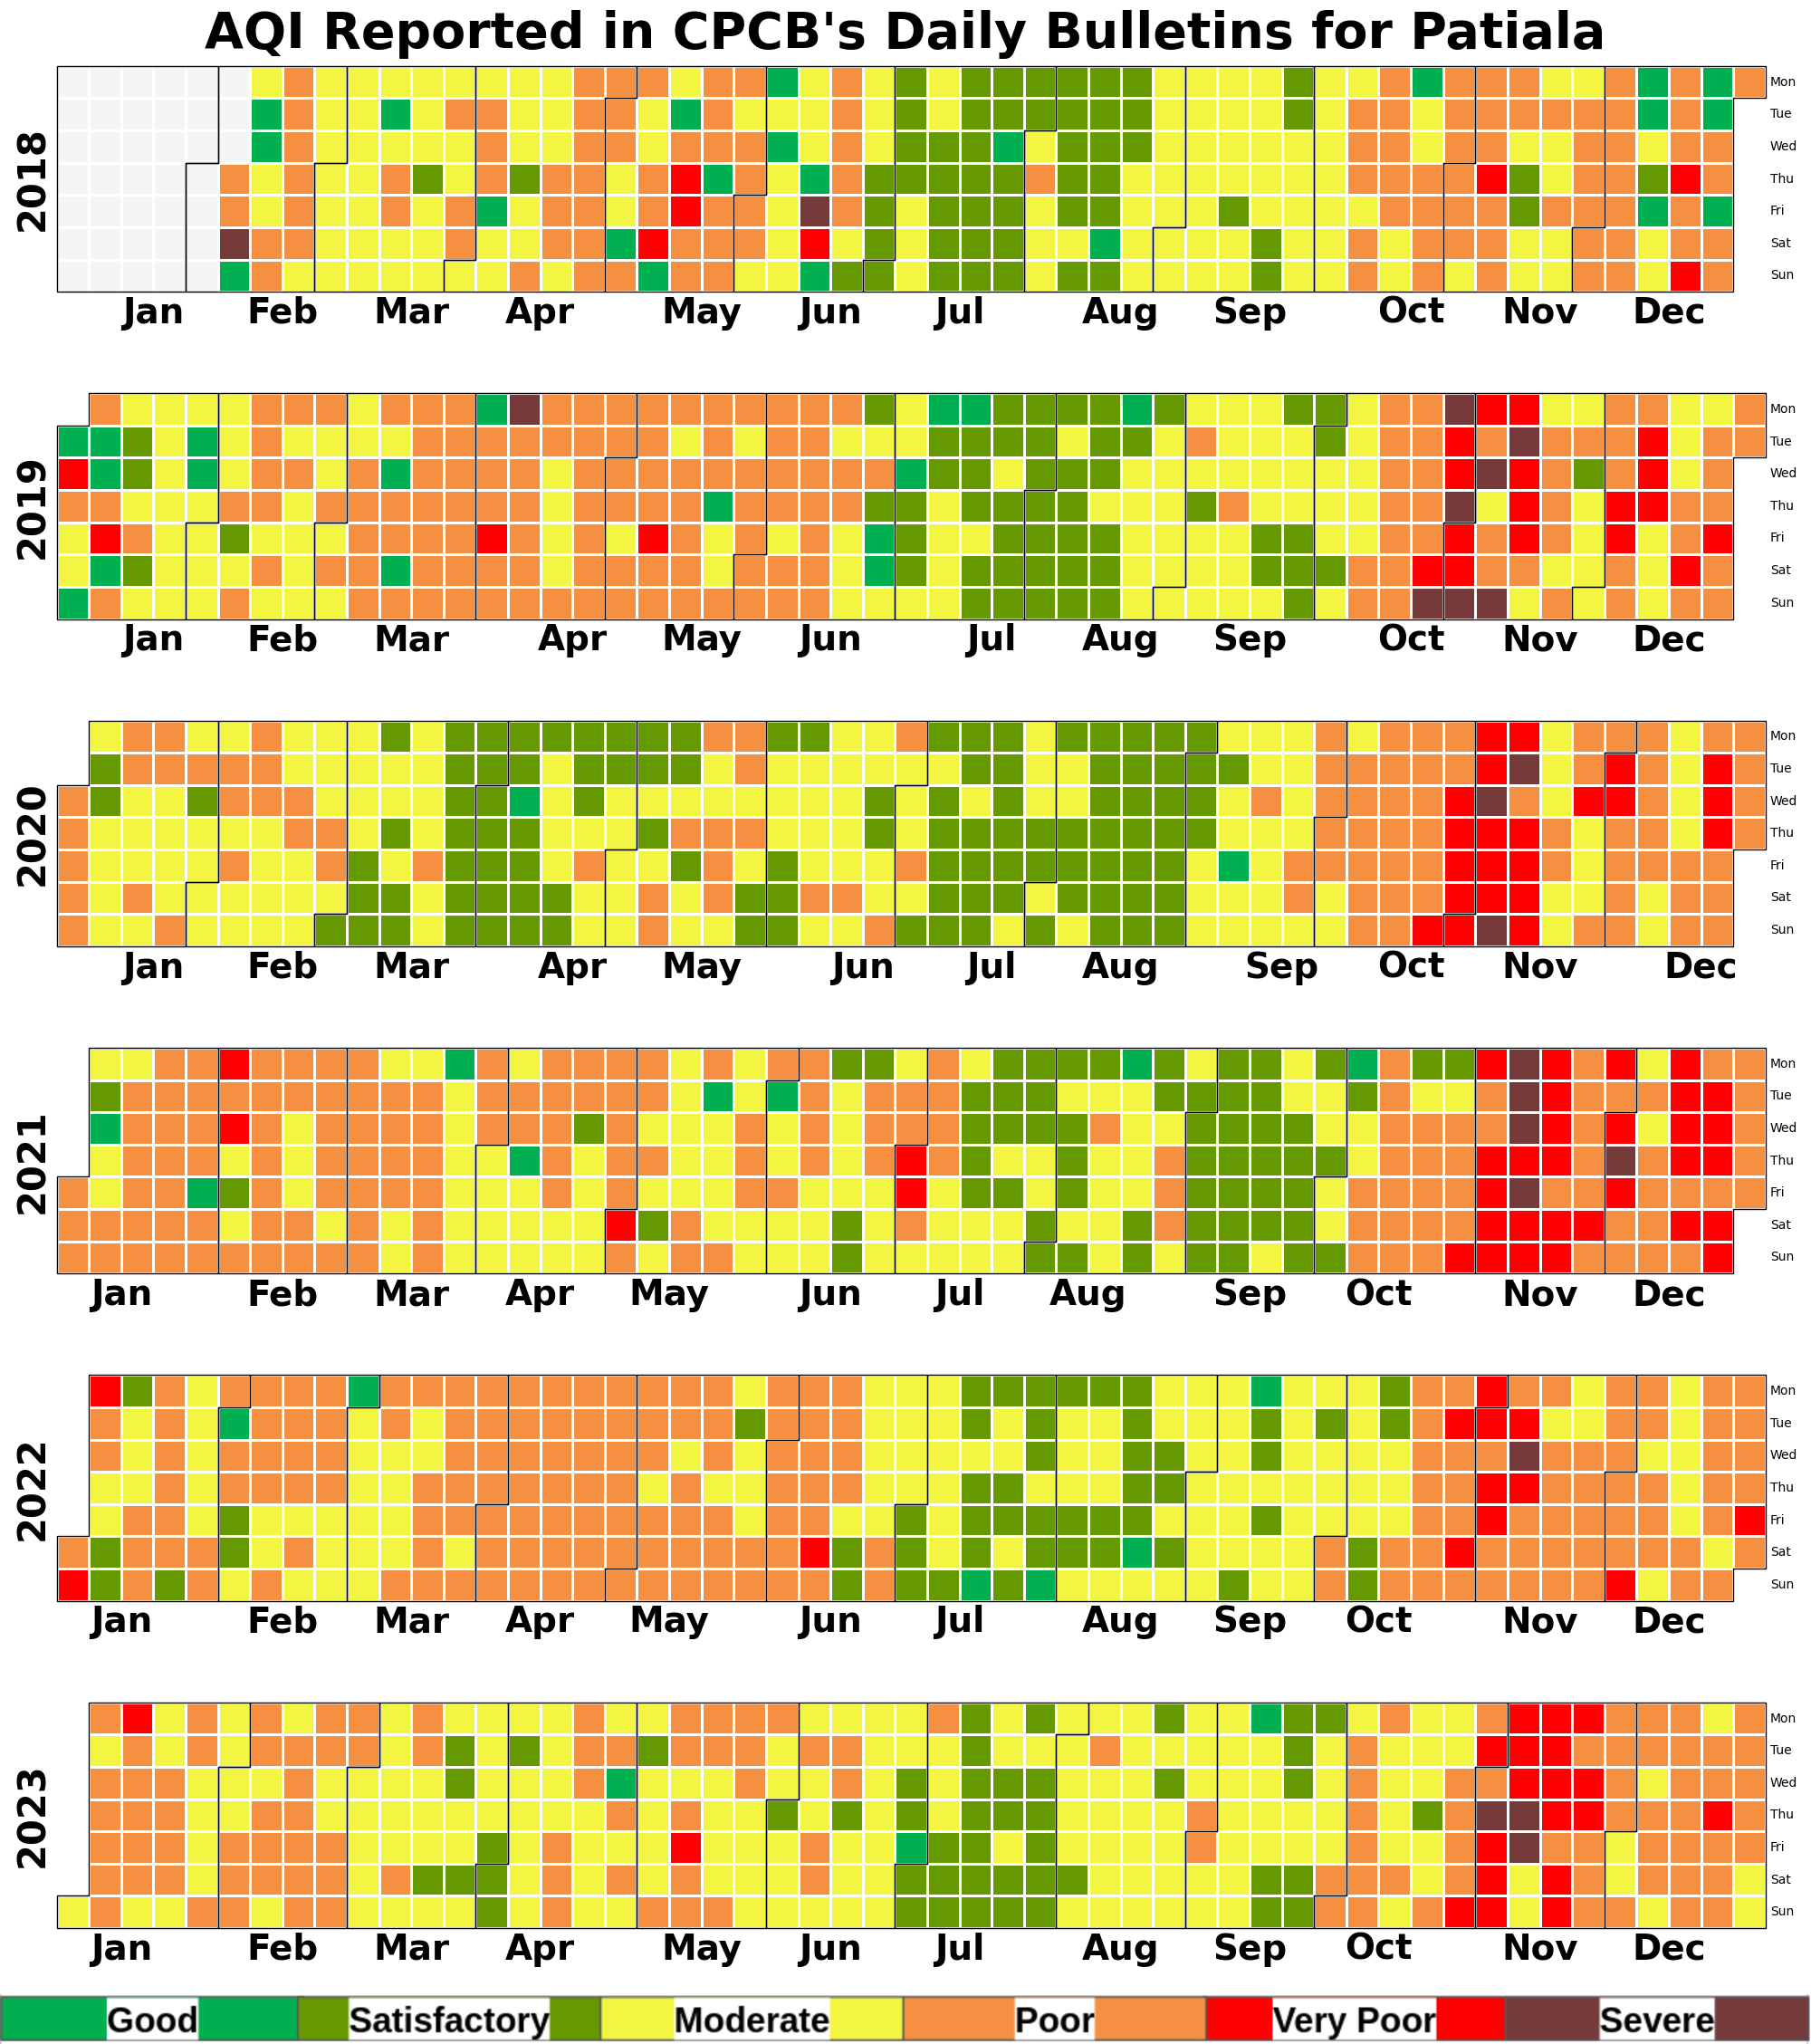 AQI Reported in CPCB's Daily Bulletins for Patiala
2018
Mon
Tue
Wed
Thu
Fri
Sat
Sun
Jan Feb Mar Apr May Jun Jul Aug Sep Oct Nov Dec
2019
Mon
Tue
Wed
Thu
Fri
Sat
Sun
Jan Feb Mar Apr May Jun Jul Aug Sep Oct Nov Dec
2020
Mon
Tue
Wed
Thu
Fri
Sat
Sun
Jan Feb Mar Apr May Jun Jul Aug Sep Oct Nov Dec
2021
Mon
Tue
Wed
Thu
Fri
Sat
Sun
Jan Feb Mar Apr May Jun Jul Aug Sep Oct Nov Dec
2022
Mon
Tue
Wed
Thu
Fri
Sat
Sun
Jan Feb Mar Apr May Jun Jul Aug Sep Oct Nov Dec
2023
Mon
Tue
Wed
Thu
Fri
Sat
Sun
Jan Feb Mar Apr May Jun Jul Aug Sep Oct Nov Dec
Good Satisfactory Moderate Poor Very Poor Severe